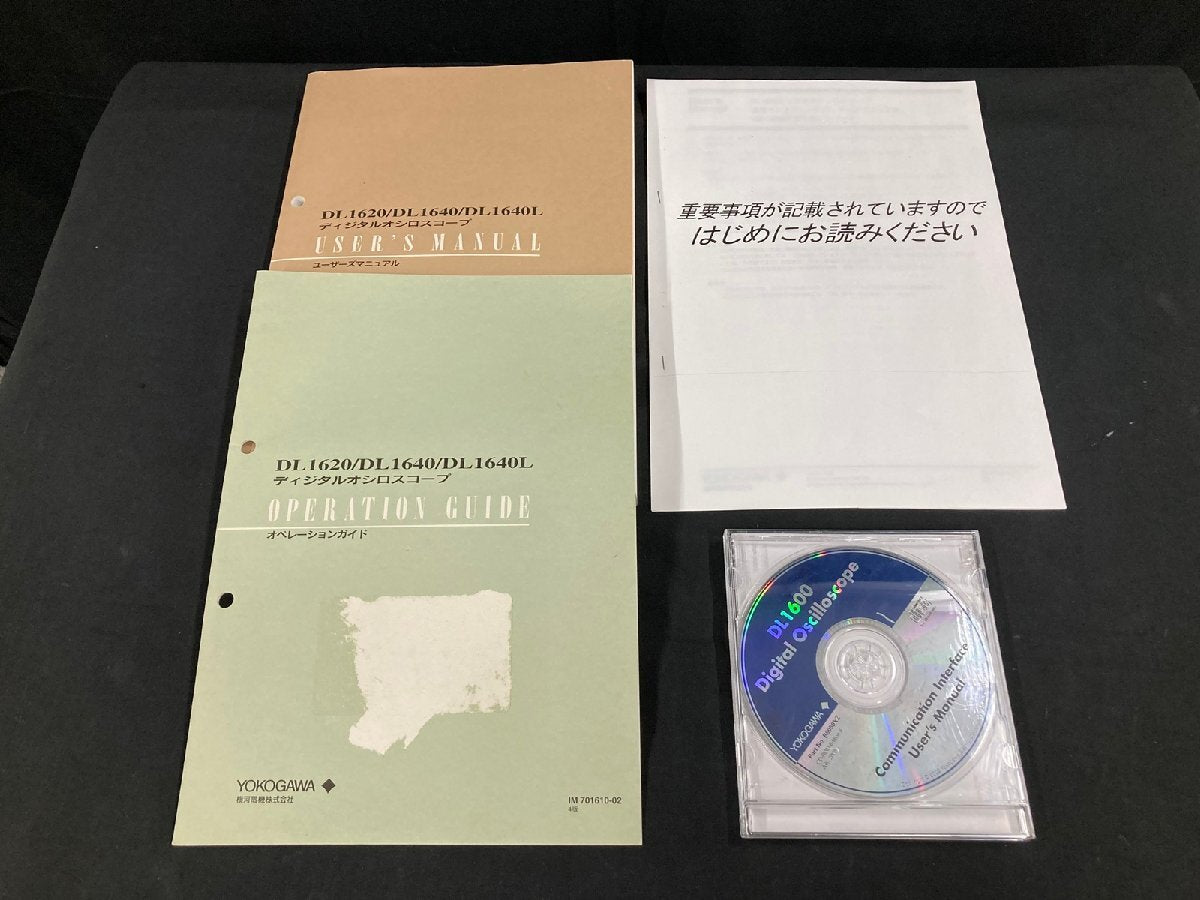 DL1620/DL1640/DL1640L
ディジタルオシロスコープ
USER'S MANUAL
ユーザーズマニュアル
重要事項が記載されていますので
はじめにお読みください
DL1620/DL1640/DL1640L
ディジタルオシロスコープ
OPERATION GUIDE
オペレーションガイド
YOKOGAWA
横河電機株式会社
IM 701610-02
4版
DL1600
Digital Oscilloscope
YOKOGAWA
Communication Interface
User's Manual